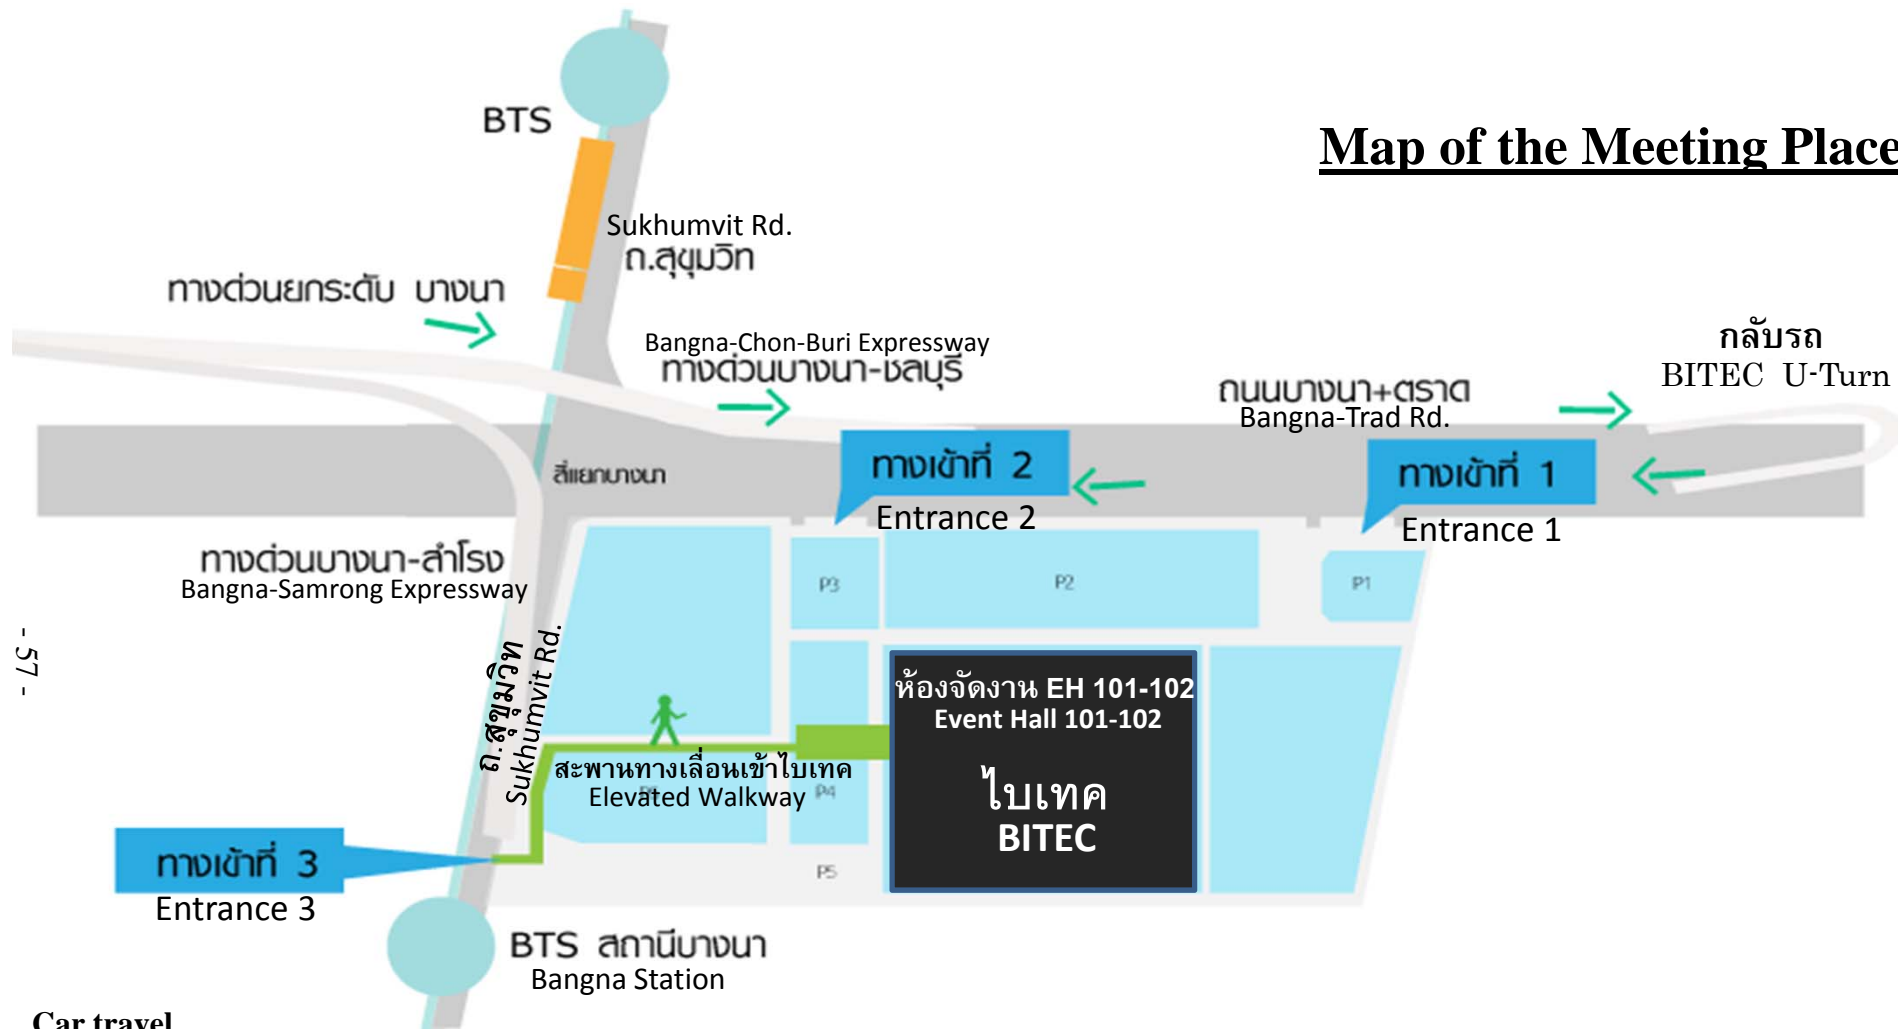 BTS
Map of the Meeting Place
Sukhumvit Rd.
ถ.สุขุมวิท
ทางด่วนยกระดับ บางนา
Bangna-Chon-Buri Expressway
ทางด่วนบางนา-ชลบุรี
กลับรถ
BITEC U-Turn
ถนนบางนา+ตราด
Bangna-Trad Rd.
สี่แยกบางนา
ทางเข้าที่ 2
Entrance 2
ทางเข้าที่ 1
Entrance 1
ทางด่วนบางนา-สำโรง
Bangna-Samrong Expressway
P3
P2
P1
- 57 -
ถ.สุขุมวิท
Sukhumvit Rd.
ห้องจัดงาน EH 101-102
Event Hall 101-102
ไบเทค
BITEC
สะพานทางเลื่อนเข้าไบเทค
Elevated Walkway
P4
P5
ทางเข้าที่ 3
Entrance 3
BTS สถานีบางนา
Bangna Station
Car travel